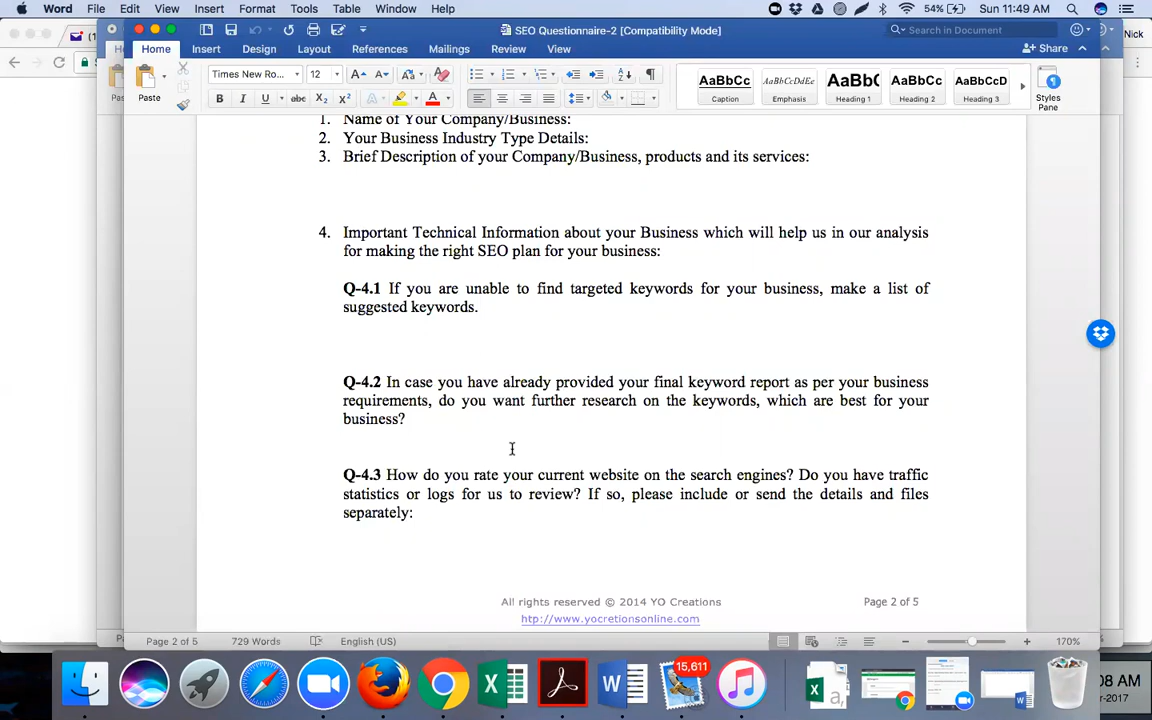 Word File Edit View Insert Format Tools Table Window Help 54% Sun 11:49 AM
SEO Questionnaire-2 [Compatibility Mode]
Search in Document
Nick
Home Insert Design Layout References Mailings Review View
Share
Paste
Times New Ro... 12
B I U abc X2 X2 A A
AaBbCc AaBbCcDdEe AaBbC AaBbCc AaBbCcD
Caption Emphasis Heading 1 Heading 2 Heading 3
Styles
Pane
1. Name of Your Company/Business:
2. Your Business Industry Type Details:
3. Brief Description of your Company/Business, products and its services:
4. Important Technical Information about your Business which will help us in our analysis
for making the right SEO plan for your business:
Q-4.1 If you are unable to find targeted keywords for your business, make a list of
suggested keywords.
Q-4.2 In case you have already provided your final keyword report as per your business
requirements, do you want further research on the keywords, which are best for your
business?
Q-4.3 How do you rate your current website on the search engines? Do you have traffic
statistics or logs for us to review? If so, please include or send the details and files
separately:
All rights reserved © 2014 YO Creations
Page 2 of 5
htp://www.yocretionsonline.com
Page 2 of 5 729 Words English (US) 170%
15,611
08 AM
r-2017